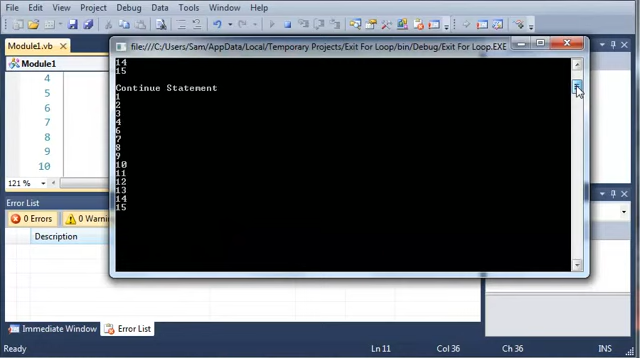 File Edit View Project Debug Data Tools Window Help
Module1.vb
file:///C:/Users/Sam/AppData/Local/Temporary Projects/Exit For Loop/bin/Debug/Exit For Loop.EXE
Module1
4
5
6
7
8
9
10
14
15
Continue Statement
1
2
3
4
6
7
8
9
10
11
12
13
14
15
121 %
Error List
0 Errors
0 Warnin
Description
Immediate Window
Error List
Ready
Ln 11
Col 36
Ch 36
INS